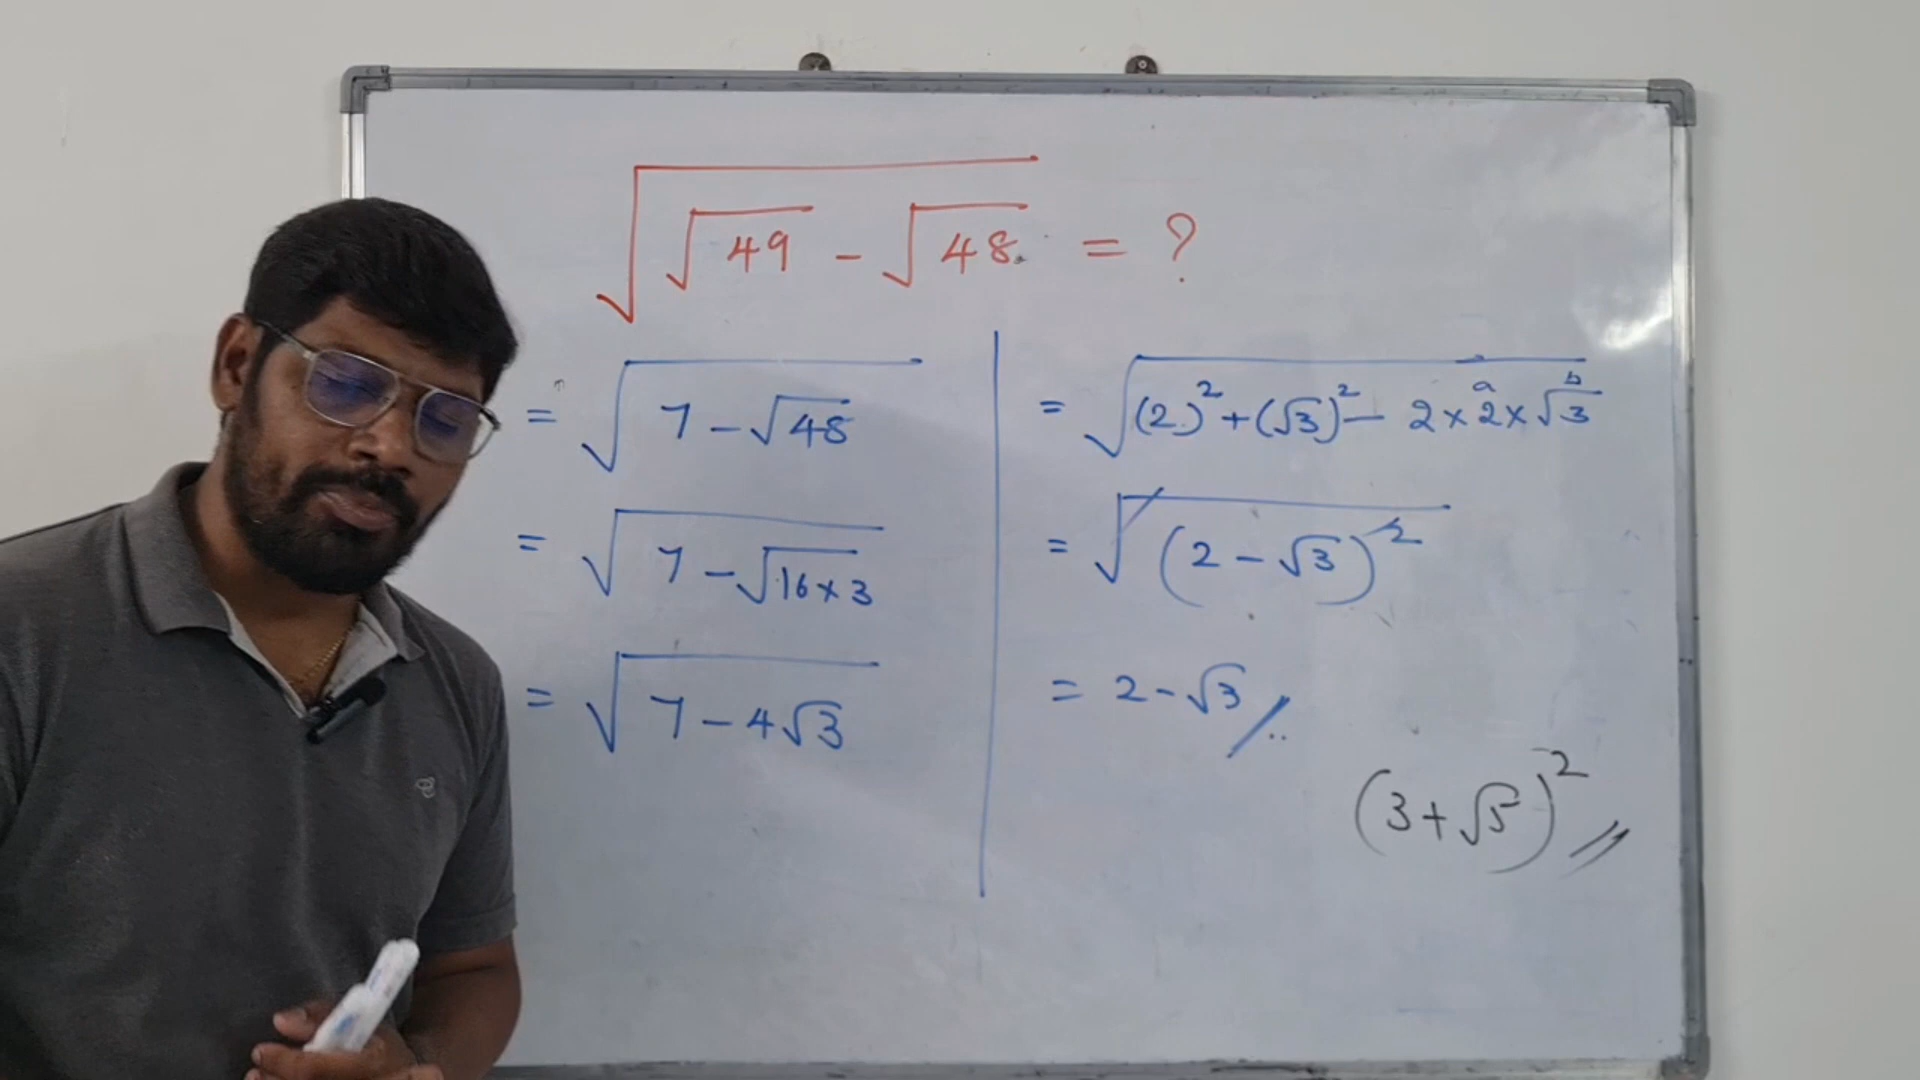 √(√49 - √48) = ?
= √(7 - √48)
= √(7 - √(16 × 3))
= √(7 - 4√3)
a b
= √((2)² + (√3)² - 2 × 2 × √3)
= √((2 - √3)²)
= 2 - √3
(3 + √5)²